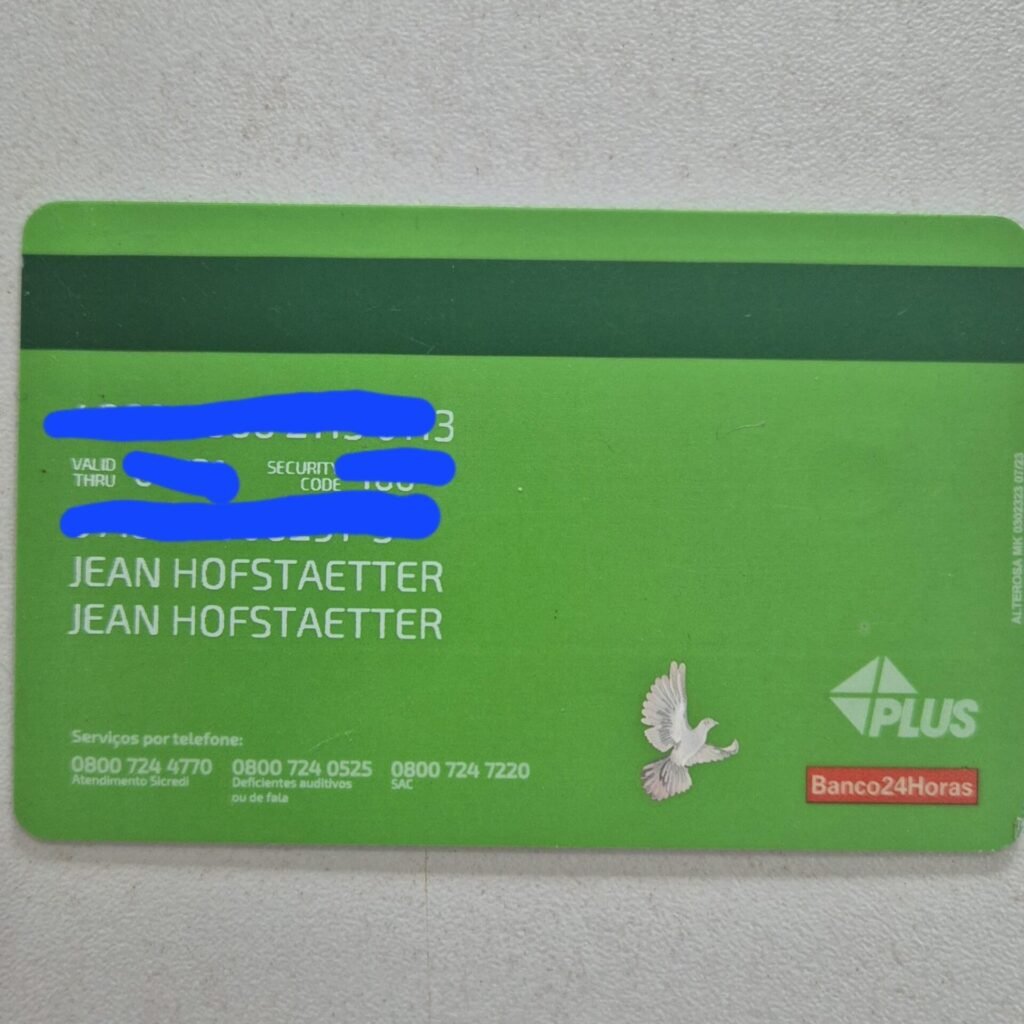 VALID THRU
SECURITY CODE
JEAN HOFSTAETTER
JEAN HOFSTAETTER
Serviços por telefone:
0800 724 4770 0800 724 0525 0800 724 7220
Atendimento Sicredi Deficientes auditivos SAC
ou de fala
PLUS
Banco24Horas
ALTEROSA MK 0302323 07/23